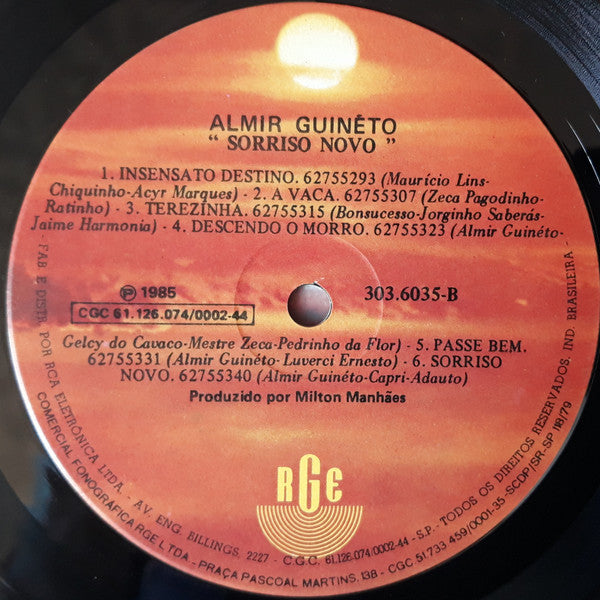 ALMIR GUINÊTO
" SORRISO NOVO "
1. INSENSATO DESTINO. 62755293 (Maurício Lins-
Chiquinho-Acyr Marques) - 2. A VACA. 62755307 (Zeca Pagodinho-
Ratinho) - 3. TEREZINHA. 62755315 (Bonsucesso-Jorginho Saberás-
Jaime Harmonia) - 4. DESCENDO O MORRO. 62755323 (Almir Guinéto-
℗ 1985
303.6035-B
CGC 61.126.074/0002-44
Gelcy do Cavaco-Mestre Zeca-Pedrinho da Flor) - 5. PASSE BEM.
62755331 (Almir Guinéto-Luverci Ernesto) - 6. SORRISO
NOVO. 62755340 (Almir Guinéto-Capri-Adauto)
Produzido por Milton Manhães
RGE
- FAB. E DISTR. POR RCA ELETRÔNICA LTDA. - AV. ENG. BILLINGS, 2227 - C.G.C. 61.126.074/0002-44 - S.P. - TODOS OS DIREITOS RESERVADOS. IND. BRASILEIRA -
COMERCIAL FONOGRÁFICA RGE LTDA - PRAÇA PASCOAL MARTINS, 138 - CGC 51 733 459/0001-35 - SCDP/SR-SP 118/79